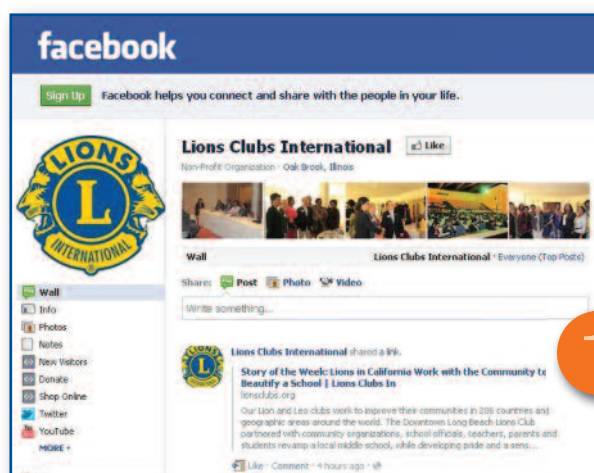 facebook
Sign Up Facebook helps you connect and share with the people in your life.
LIONS
L
INTERNATIONAL
Lions Clubs International Like
Non-Profit Organization · Oak Brook, Illinois
Wall Lions Clubs International · Everyone (Top Posts)
Share: Post Photo Video
Write something...
Wall
Info
Photos
Notes
New Visitors
Donate
Shop Online
Twitter
YouTube
MORE
Lions Clubs International shared a link.
Story of the Week: Lions in California Work with the Community to
Beautify a School | Lions Clubs In
lionsclubs.org
Our Lion and Leo clubs work to improve their communities in 206 countries and
geographic areas around the world. The Downtown Long Beach Lions Club
partnered with community organizations, school officials, teachers, parents and
students revamp a local middle school, while developing pride and a sens...
Like · Comment · 4 hours ago ·